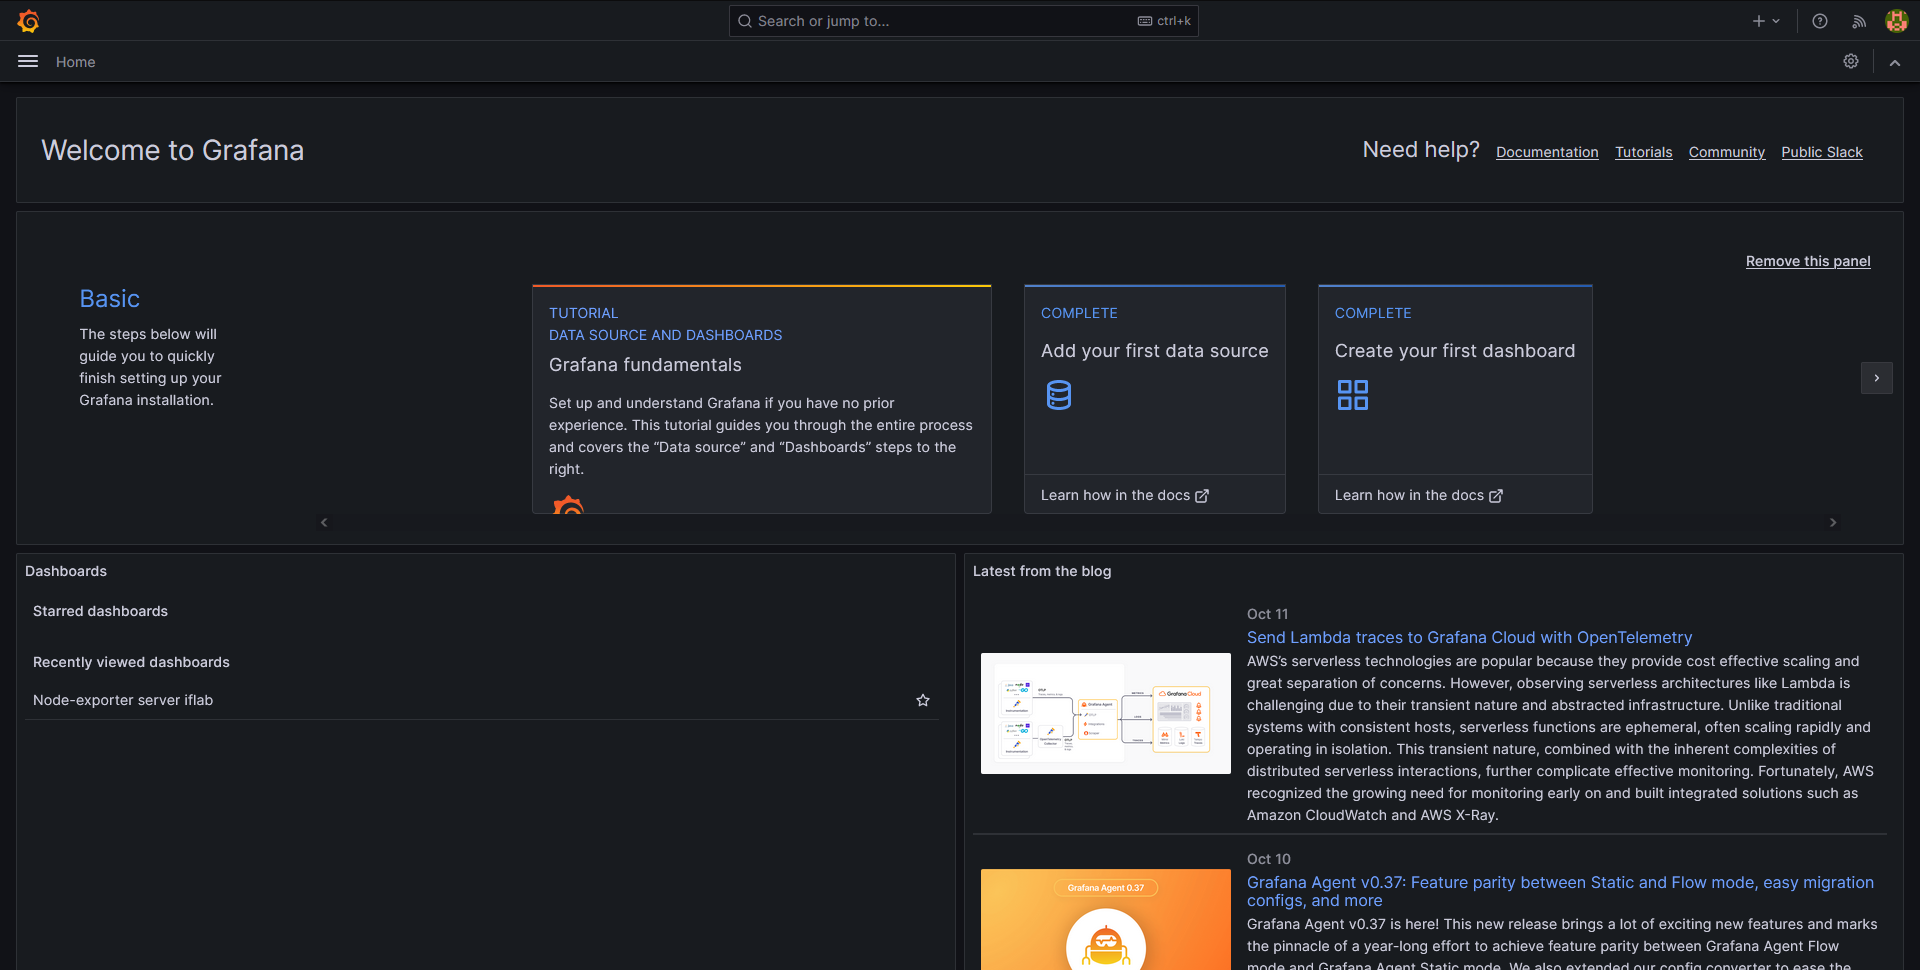 Search or jump to...
ctrl+k
Home
Welcome to Grafana
Need help?
Documentation
Tutorials
Community
Public Slack
Remove this panel
Basic
The steps below will
guide you to quickly
finish setting up your
Grafana installation.
TUTORIAL
DATA SOURCE AND DASHBOARDS
Grafana fundamentals
Set up and understand Grafana if you have no prior
experience. This tutorial guides you through the entire process
and covers the “Data source” and “Dashboards” steps to the
right.
COMPLETE
Add your first data source
Learn how in the docs
COMPLETE
Create your first dashboard
Learn how in the docs
Dashboards
Starred dashboards
Recently viewed dashboards
Node-exporter server iflab
Latest from the blog
Grafana Cloud
Grafana Agent
Oct 11
Send Lambda traces to Grafana Cloud with OpenTelemetry
AWS’s serverless technologies are popular because they provide cost effective scaling and
great separation of concerns. However, observing serverless architectures like Lambda is
challenging due to their transient nature and abstracted infrastructure. Unlike traditional
systems with consistent hosts, serverless functions are ephemeral, often scaling rapidly and
operating in isolation. This transient nature, combined with the inherent complexities of
distributed serverless interactions, further complicate effective monitoring. Fortunately, AWS
recognized the growing need for monitoring early on and built integrated solutions such as
Amazon CloudWatch and AWS X-Ray.
Grafana Agent 0.37
Oct 10
Grafana Agent v0.37: Feature parity between Static and Flow mode, easy migration
configs, and more
Grafana Agent v0.37 is here! This new release brings a lot of exciting new features and marks
the pinnacle of a year-long effort to achieve feature parity between Grafana Agent Flow
mode and Grafana Agent Static mode. We also extended our config converter to ease the